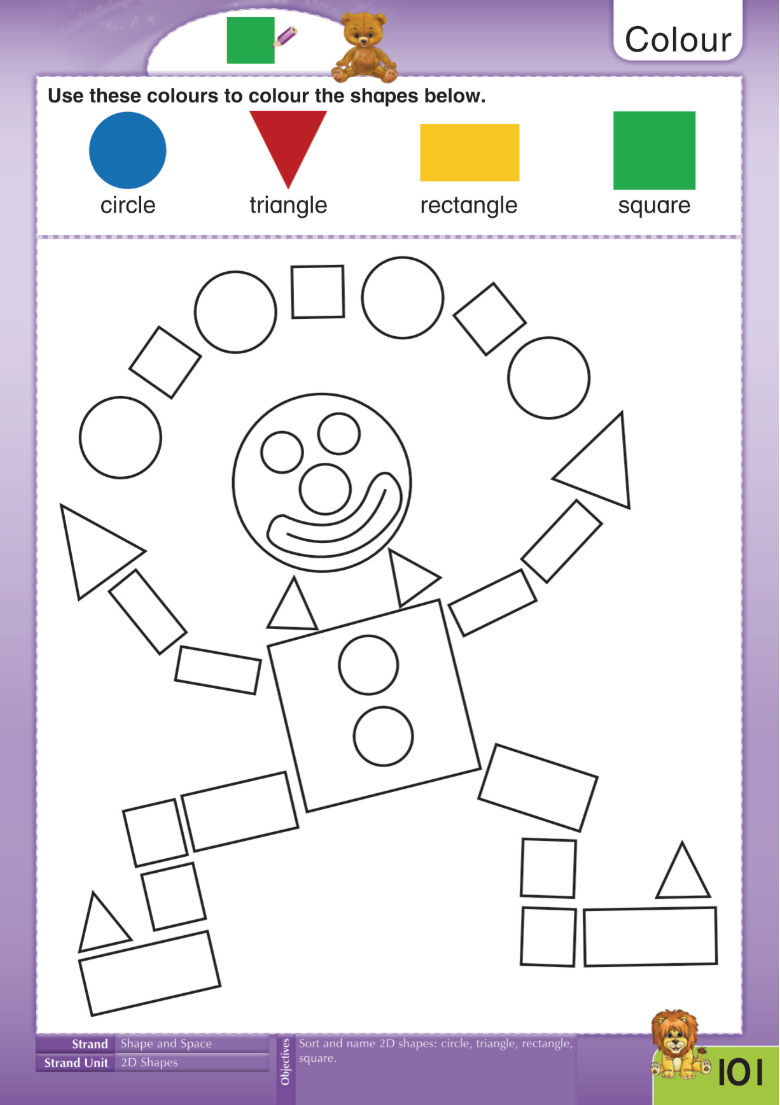 Colour
Use these colours to colour the shapes below.
circle
triangle
rectangle
square
Strand
Shape and Space
Strand Unit
2D Shapes
Objectives
Sort and name 2D shapes: circle, triangle, rectangle,
square.
101